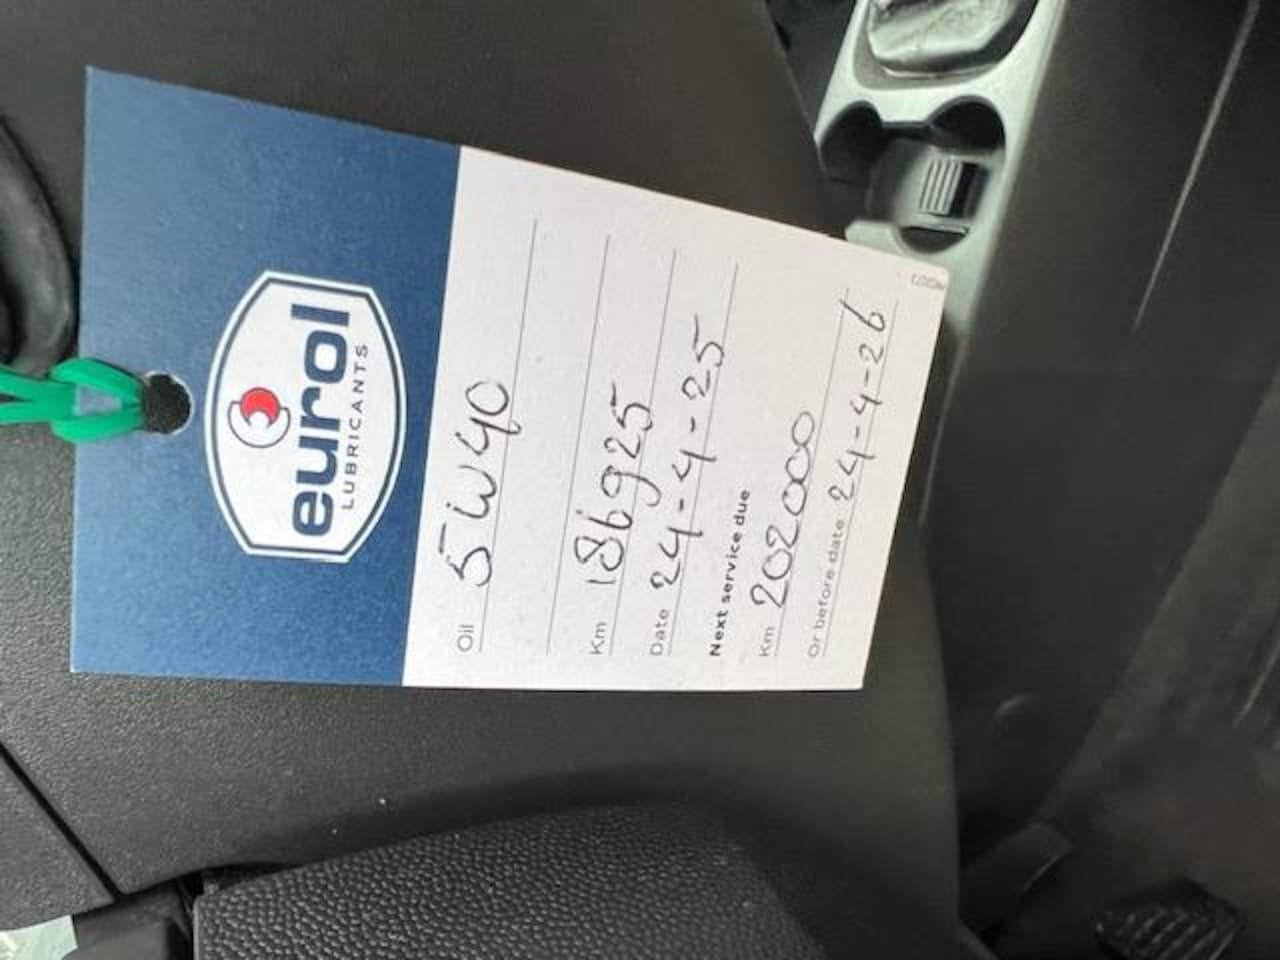 eurol
LUBRICANTS
Oil 5W40
Km 186925
Date 24-4-25
Next service due
Km 202000
Or before date 24-4-26